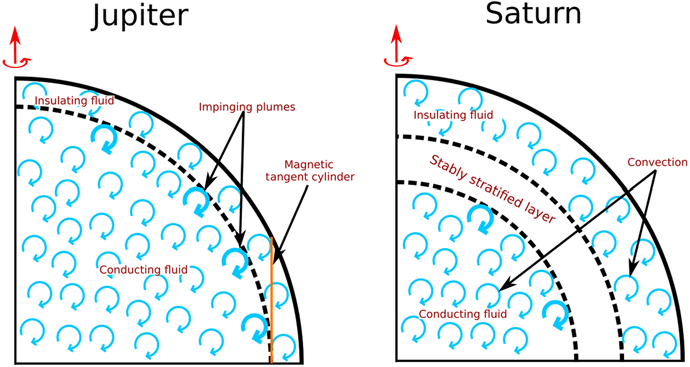 Jupiter
Insulating fluid
Impinging plumes
Magnetic
tangent cylinder
Conducting fluid
Saturn
Insulating fluid
Stably stratified layer
Convection
Conducting fluid